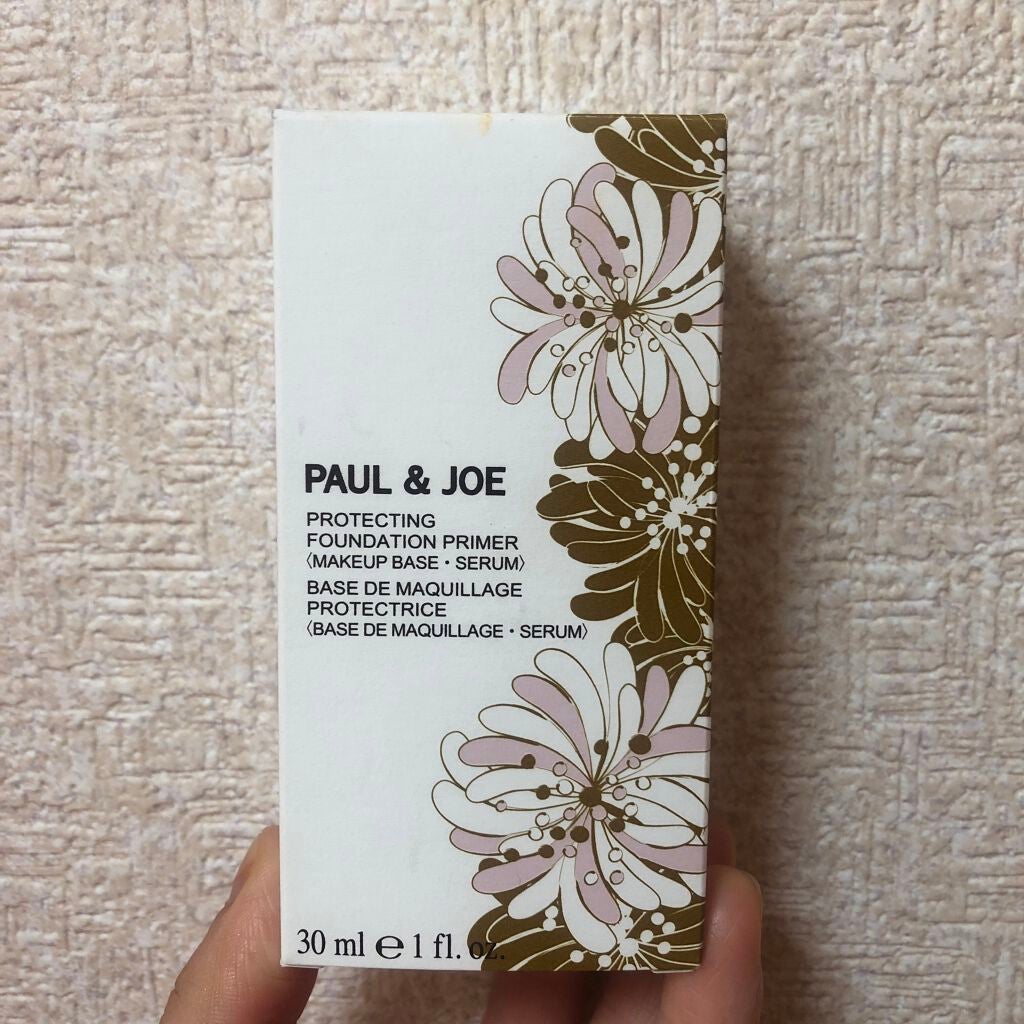 PAUL & JOE
PROTECTING
FOUNDATION PRIMER
〈MAKEUP BASE・SERUM〉
BASE DE MAQUILLAGE
PROTECTRICE
〈BASE DE MAQUILLAGE・SERUM〉
30 ml ℮ 1 fl. oz.